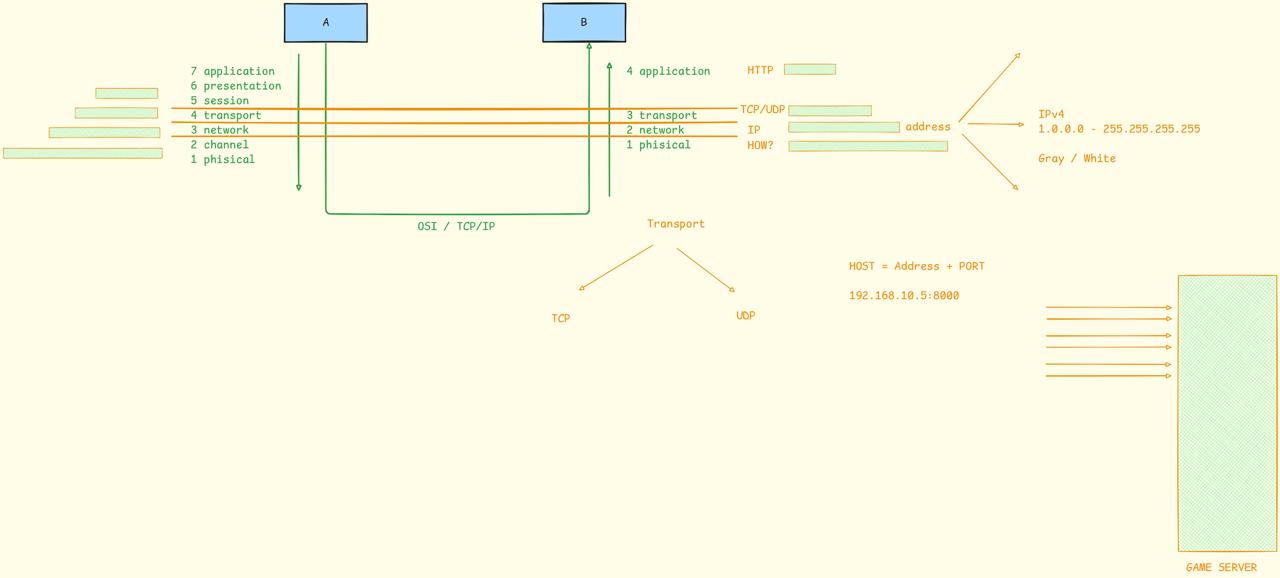 A
B
7 application
6 presentation
5 session
4 transport
3 network
2 channel
1 phisical
4 application
3 transport
2 network
1 phisical
HTTP
TCP/UDP
IP
HOW?
address
IPv4
1.0.0.0 - 255.255.255.255
Gray / White
OSI / TCP/IP
Transport
TCP
UDP
HOST = Address + PORT
192.168.10.5:8000
GAME SERVER